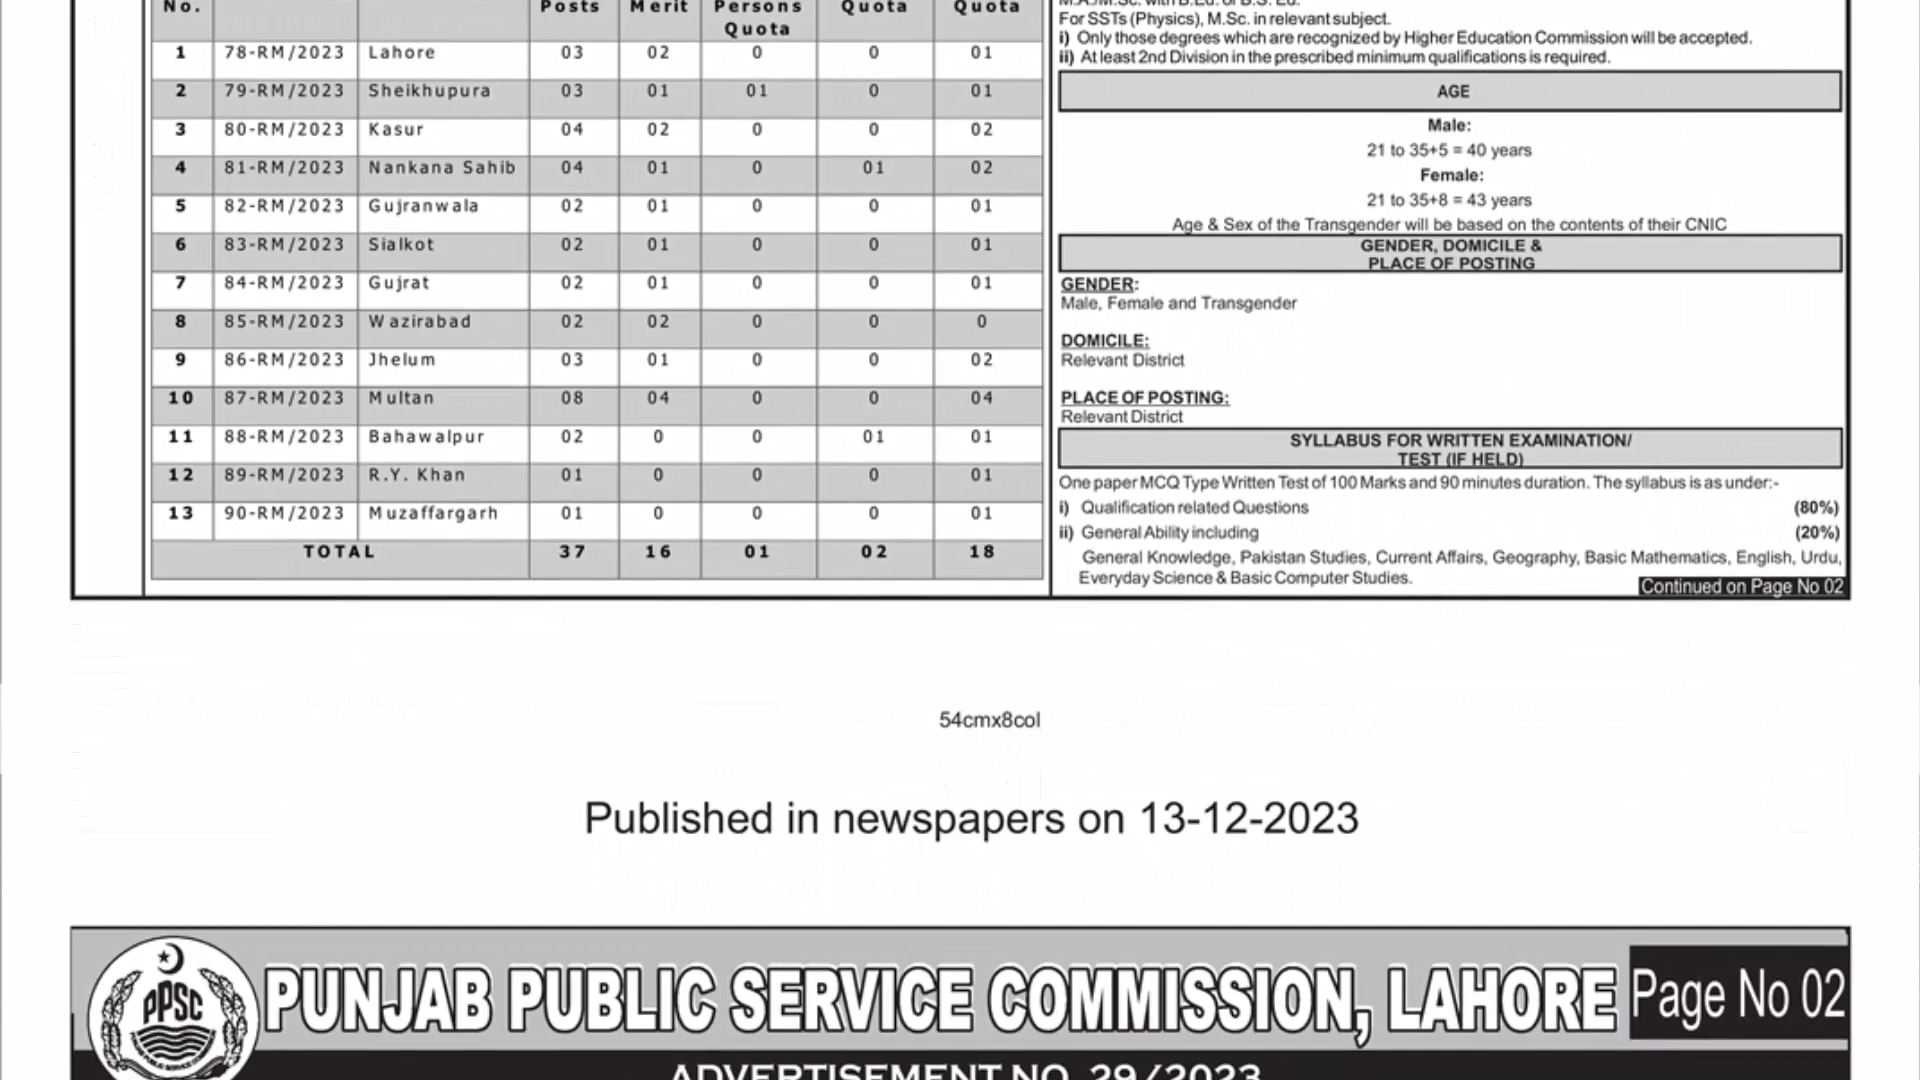 No. Posts Merit Persons Quota Quota Quota
1 78-RM/2023 Lahore 03 02 0 0 01
2 79-RM/2023 Sheikhupura 03 01 01 0 01
3 80-RM/2023 Kasur 04 02 0 0 02
4 81-RM/2023 Nankana Sahib 04 01 0 01 02
5 82-RM/2023 Gujranwala 02 01 0 0 01
6 83-RM/2023 Sialkot 02 01 0 0 01
7 84-RM/2023 Gujrat 02 01 0 0 01
8 85-RM/2023 Wazirabad 02 02 0 0 0
9 86-RM/2023 Jhelum 03 01 0 0 02
10 87-RM/2023 Multan 08 04 0 0 04
11 88-RM/2023 Bahawalpur 02 0 0 01 01
12 89-RM/2023 R.Y. Khan 01 0 0 0 01
13 90-RM/2023 Muzaffargarh 01 0 0 0 01
TOTAL 37 16 01 02 18
M.A./M.Sc. with B.Ed. or B.S. Ed.
For SSTs (Physics), M.Sc. in relevant subject.
i) Only those degrees which are recognized by Higher Education Commission will be accepted.
ii) At least 2nd Division in the prescribed minimum qualifications is required.
AGE
Male:
21 to 35+5 = 40 years
Female:
21 to 35+8 = 43 years
Age & Sex of the Transgender will be based on the contents of their CNIC
GENDER, DOMICILE &
PLACE OF POSTING
GENDER:
Male, Female and Transgender
DOMICILE:
Relevant District
PLACE OF POSTING:
Relevant District
SYLLABUS FOR WRITTEN EXAMINATION/
TEST (IF HELD)
One paper MCQ Type Written Test of 100 Marks and 90 minutes duration. The syllabus is as under:-
i) Qualification related Questions (80%)
ii) General Ability including (20%)
General Knowledge, Pakistan Studies, Current Affairs, Geography, Basic Mathematics, English, Urdu,
Everyday Science & Basic Computer Studies.
Continued on Page No 02
54cmx8col
Published in newspapers on 13-12-2023
PPSC
PUNJAB PUBLIC SERVICE COMMISSION, LAHORE
Page No 02
ADVERTISEMENT NO. 29/2023